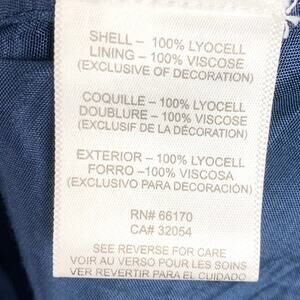 SHELL – 100% LYOCELL
LINING – 100% VISCOSE
(EXCLUSIVE OF DECORATION)
COQUILLE – 100% LYOCELL
DOUBLURE – 100% VISCOSE
(EXCLUSIF DE LA DÉCORATION)
EXTERIOR – 100% LYOCELL
FORRO – 100% VISCOSA
(EXCLUSIVO PARA DECORACIÓN)
RN# 66170
CA# 32054
SEE REVERSE FOR CARE
VOIR AU VERSO POUR LES SOINS
VER REVERTIR PARA EL CUIDADO